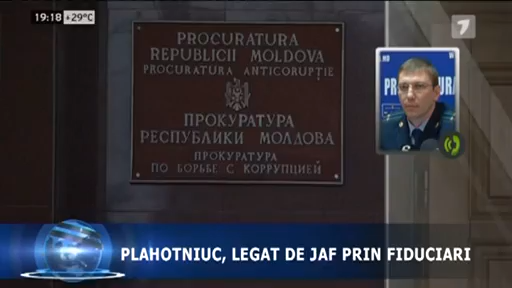 19:18 +29°C
7
PROCURATURA
REPUBLICII MOLDOVA
PROCURATURA ANTICORUPȚIE
ПРОКУРАТУРА
РЕСПУБЛИКИ МОЛДОВА
ПРОКУРАТУРА
ПО БОРЬБЕ С КОРРУПЦИЕЙ
PLAHOTNIUC, LEGAT DE JAF PRIN FIDUCIARI